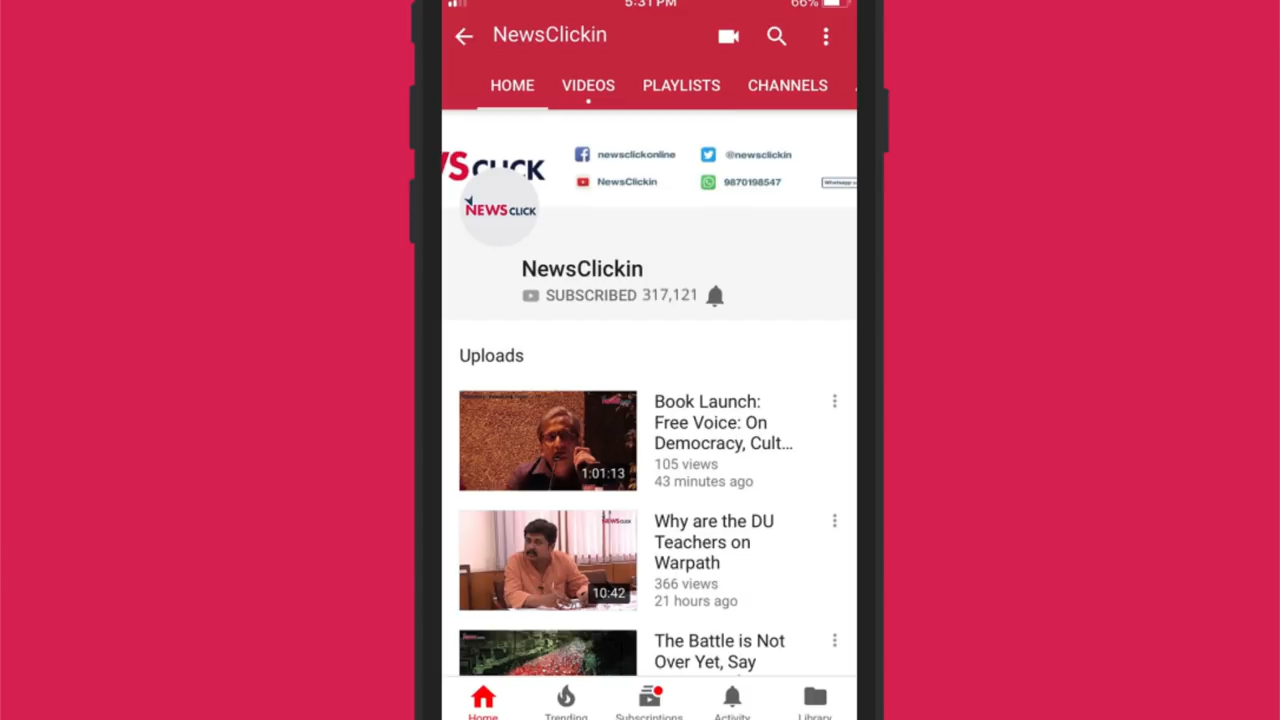 5:31 PM
66%
NewsClickin
HOME VIDEOS PLAYLISTS CHANNELS
CLICK
newsclickonline @newsclickin
NewsClickin 9870198547
NEWS CLICK
NewsClickin
SUBSCRIBED 317,121
Uploads
Book Launch:
Free Voice: On
Democracy, Cult...
105 views
43 minutes ago
1:01:13
Why are the DU
Teachers on
Warpath
366 views
21 hours ago
NEWSCLICK
10:42
The Battle is Not
Over Yet, Say
Home Trending Subscriptions Activity Library